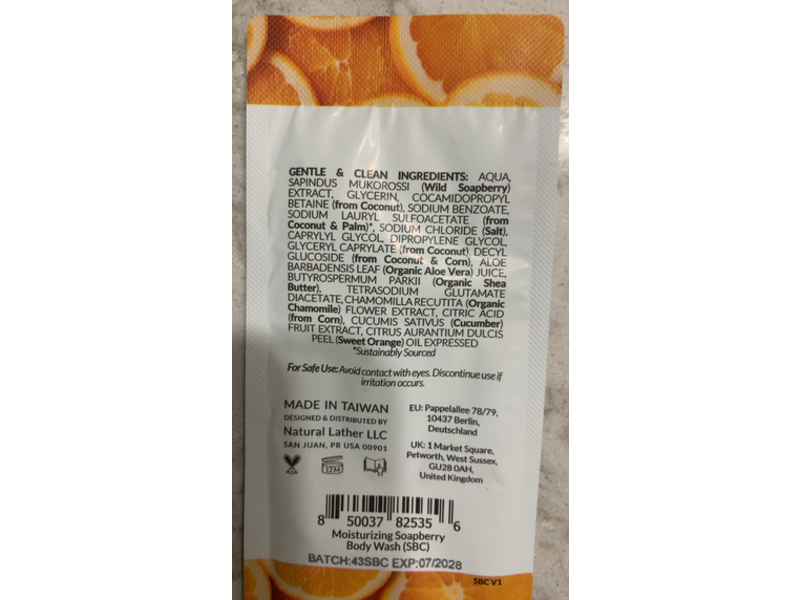 GENTLE & CLEAN INGREDIENTS: AQUA,
SAPINDUS MUKOROSSI (Wild Soapberry)
EXTRACT, GLYCERIN, COCAMIDOPROPYL
BETAINE (from Coconut), SODIUM BENZOATE,
SODIUM LAURYL SULFOACETATE (from
Coconut & Palm)*, SODIUM CHLORIDE (Salt),
CAPRYLYL GLYCOL, DIPROPYLENE GLYCOL,
GLYCERYL CAPRYLATE (from Coconut), DECYL
GLUCOSIDE (from Coconut & Corn), ALOE
BARBADENSIS LEAF (Organic Aloe Vera) JUICE,
BUTYROSPERMUM PARKII (Organic Shea
Butter), TETRASODIUM GLUTAMATE
DIACETATE, CHAMOMILLA RECUTITA (Organic
Chamomile) FLOWER EXTRACT, CITRIC ACID
(from Corn), CUCUMIS SATIVUS (Cucumber)
FRUIT EXTRACT, CITRUS AURANTIUM DULCIS
PEEL (Sweet Orange) OIL EXPRESSED
*Sustainably Sourced
For Safe Use: Avoid contact with eyes. Discontinue use if
irritation occurs.
MADE IN TAIWAN
DESIGNED & DISTRIBUTED BY
Natural Lather LLC
SAN JUAN, PR USA 00901
12M
EU: Pappelallee 78/79,
10437 Berlin,
Deutschland
UK: 1 Market Square,
Petworth, West Sussex,
GU28 0AH,
United Kingdom
8 50037 82535 6
Moisturizing Soapberry
Body Wash (SBC)
BATCH:43SBC EXP:07/2028
SBC V1